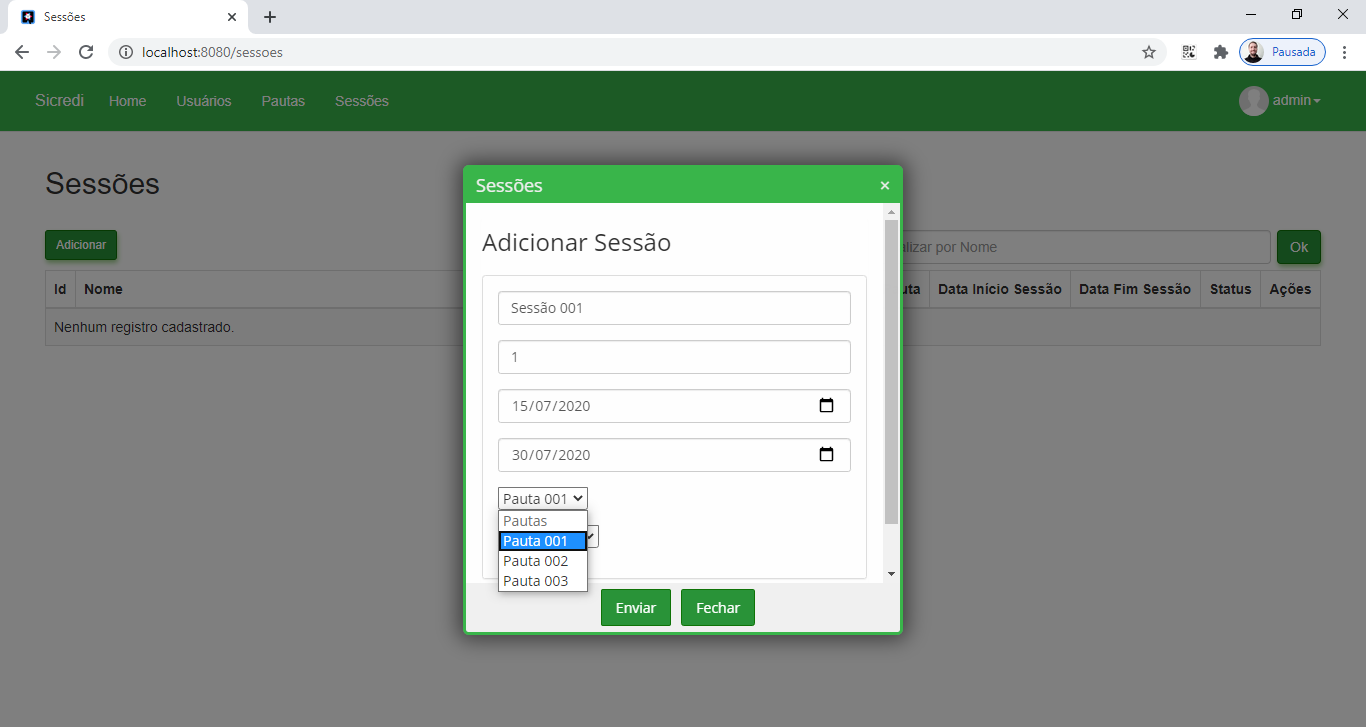 Sessões
localhost:8080/sessoes
Pausada
Sicredi Home Usuários Pautas Sessões admin
Sessões
Sessões ×
Adicionar Sessão
Adicionar
por Nome Ok
Id Nome Data Início Sessão Data Fim Sessão Status Ações
Nenhum registro cadastrado.
Sessão 001
1
15/07/2020
30/07/2020
Pauta 001
Pautas
Pauta 001
Pauta 002
Pauta 003
Enviar Fechar